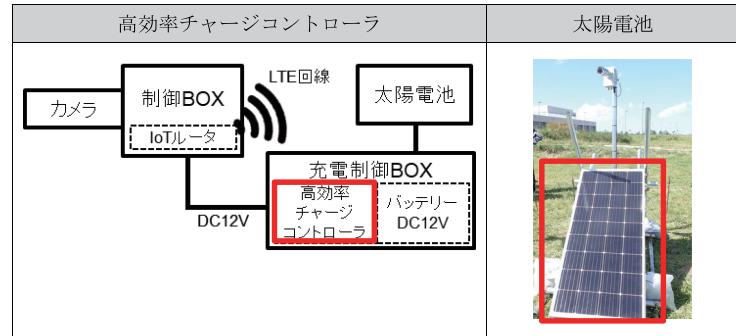 高効率チャージコントローラ
太陽電池
LTE回線
カメラ
制御BOX
IoTルータ
太陽電池
充電制御BOX
高効率
チャージ
コントローラ
バッテリー
DC12V
DC12V